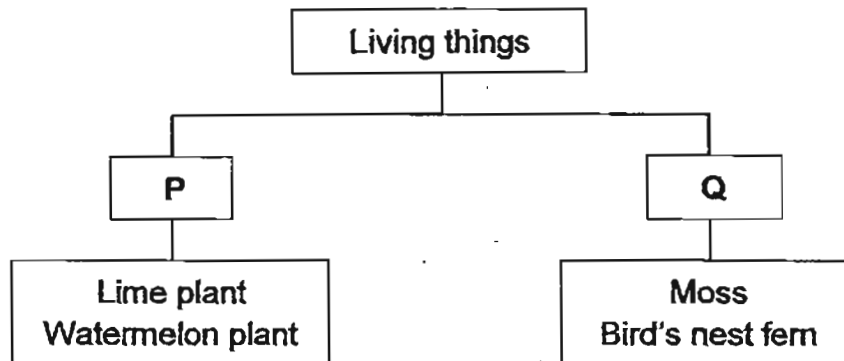 Living things
P
Q
Lime plant
Watermelon plant
Moss
Bird's nest fern